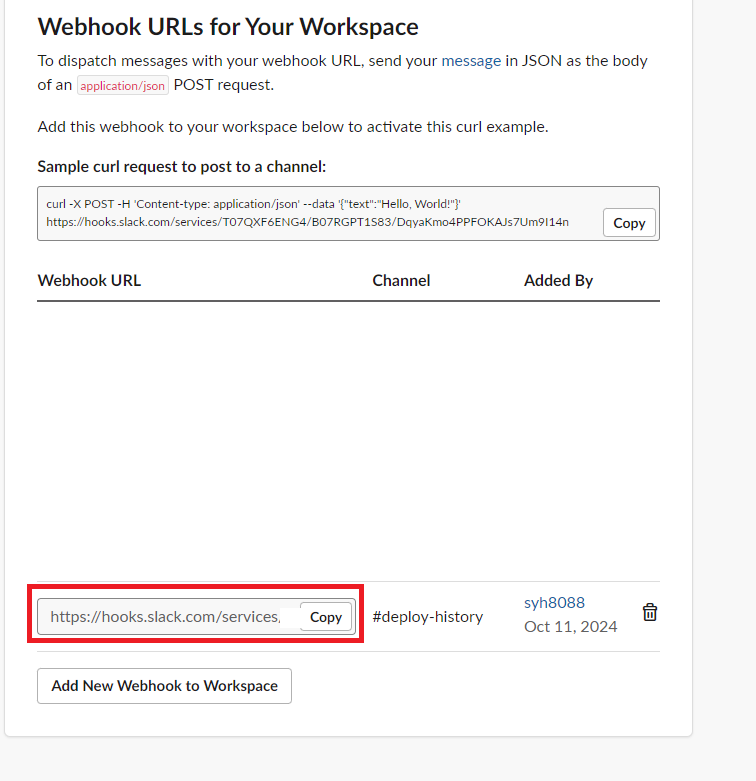 Webhook URLs for Your Workspace
To dispatch messages with your webhook URL, send your message in JSON as the body
of an application/json POST request.
Add this webhook to your workspace below to activate this curl example.
Sample curl request to post to a channel:
curl -X POST -H 'Content-type: application/json' --data '{"text":"Hello, World!"}'
https://hooks.slack.com/services/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
Copy
Webhook URL Channel Added By
https://hooks.slack.com/services, Copy #deploy-history syh8088
Oct 11, 2024
Add New Webhook to Workspace